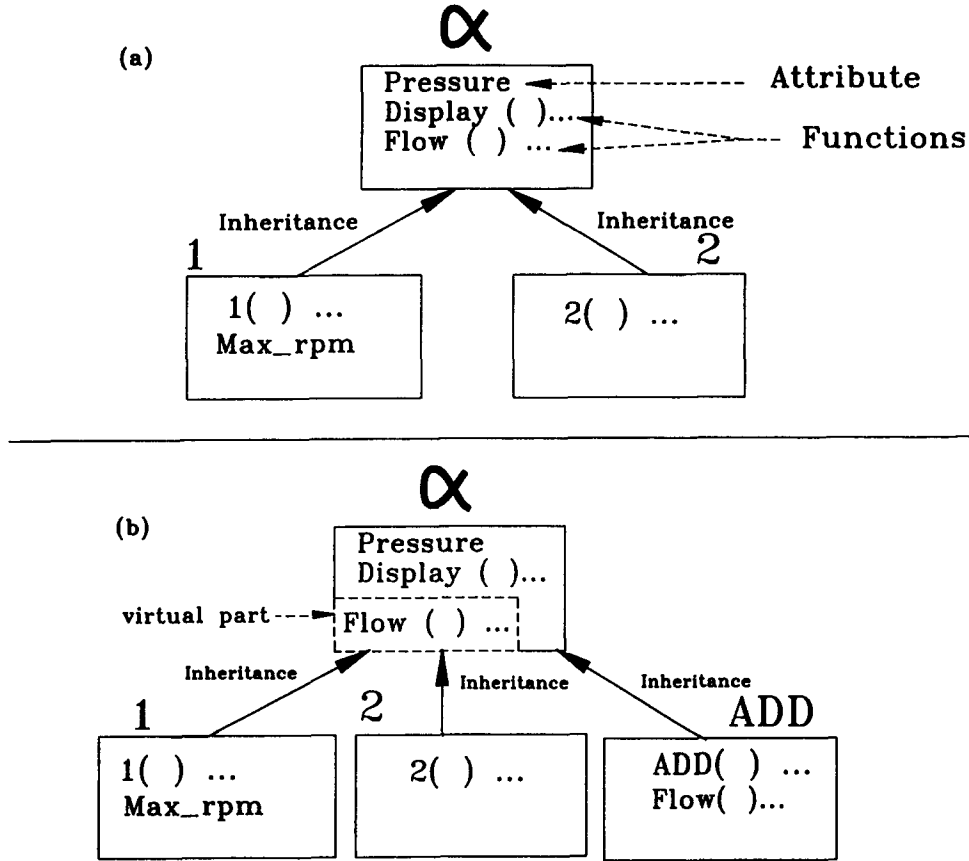 α
(a)
Pressure
Attribute
Display ( )...
Flow ( ) ...
Functions
Inheritance
Inheritance
1
2
1( ) ...
Max_rpm
2( ) ...
α
(b)
Pressure
Display ( )...
virtual part
Flow ( ) ...
Inheritance
Inheritance
Inheritance
1
2
ADD
1( ) ...
Max_rpm
2( ) ...
ADD( ) ...
Flow( )...